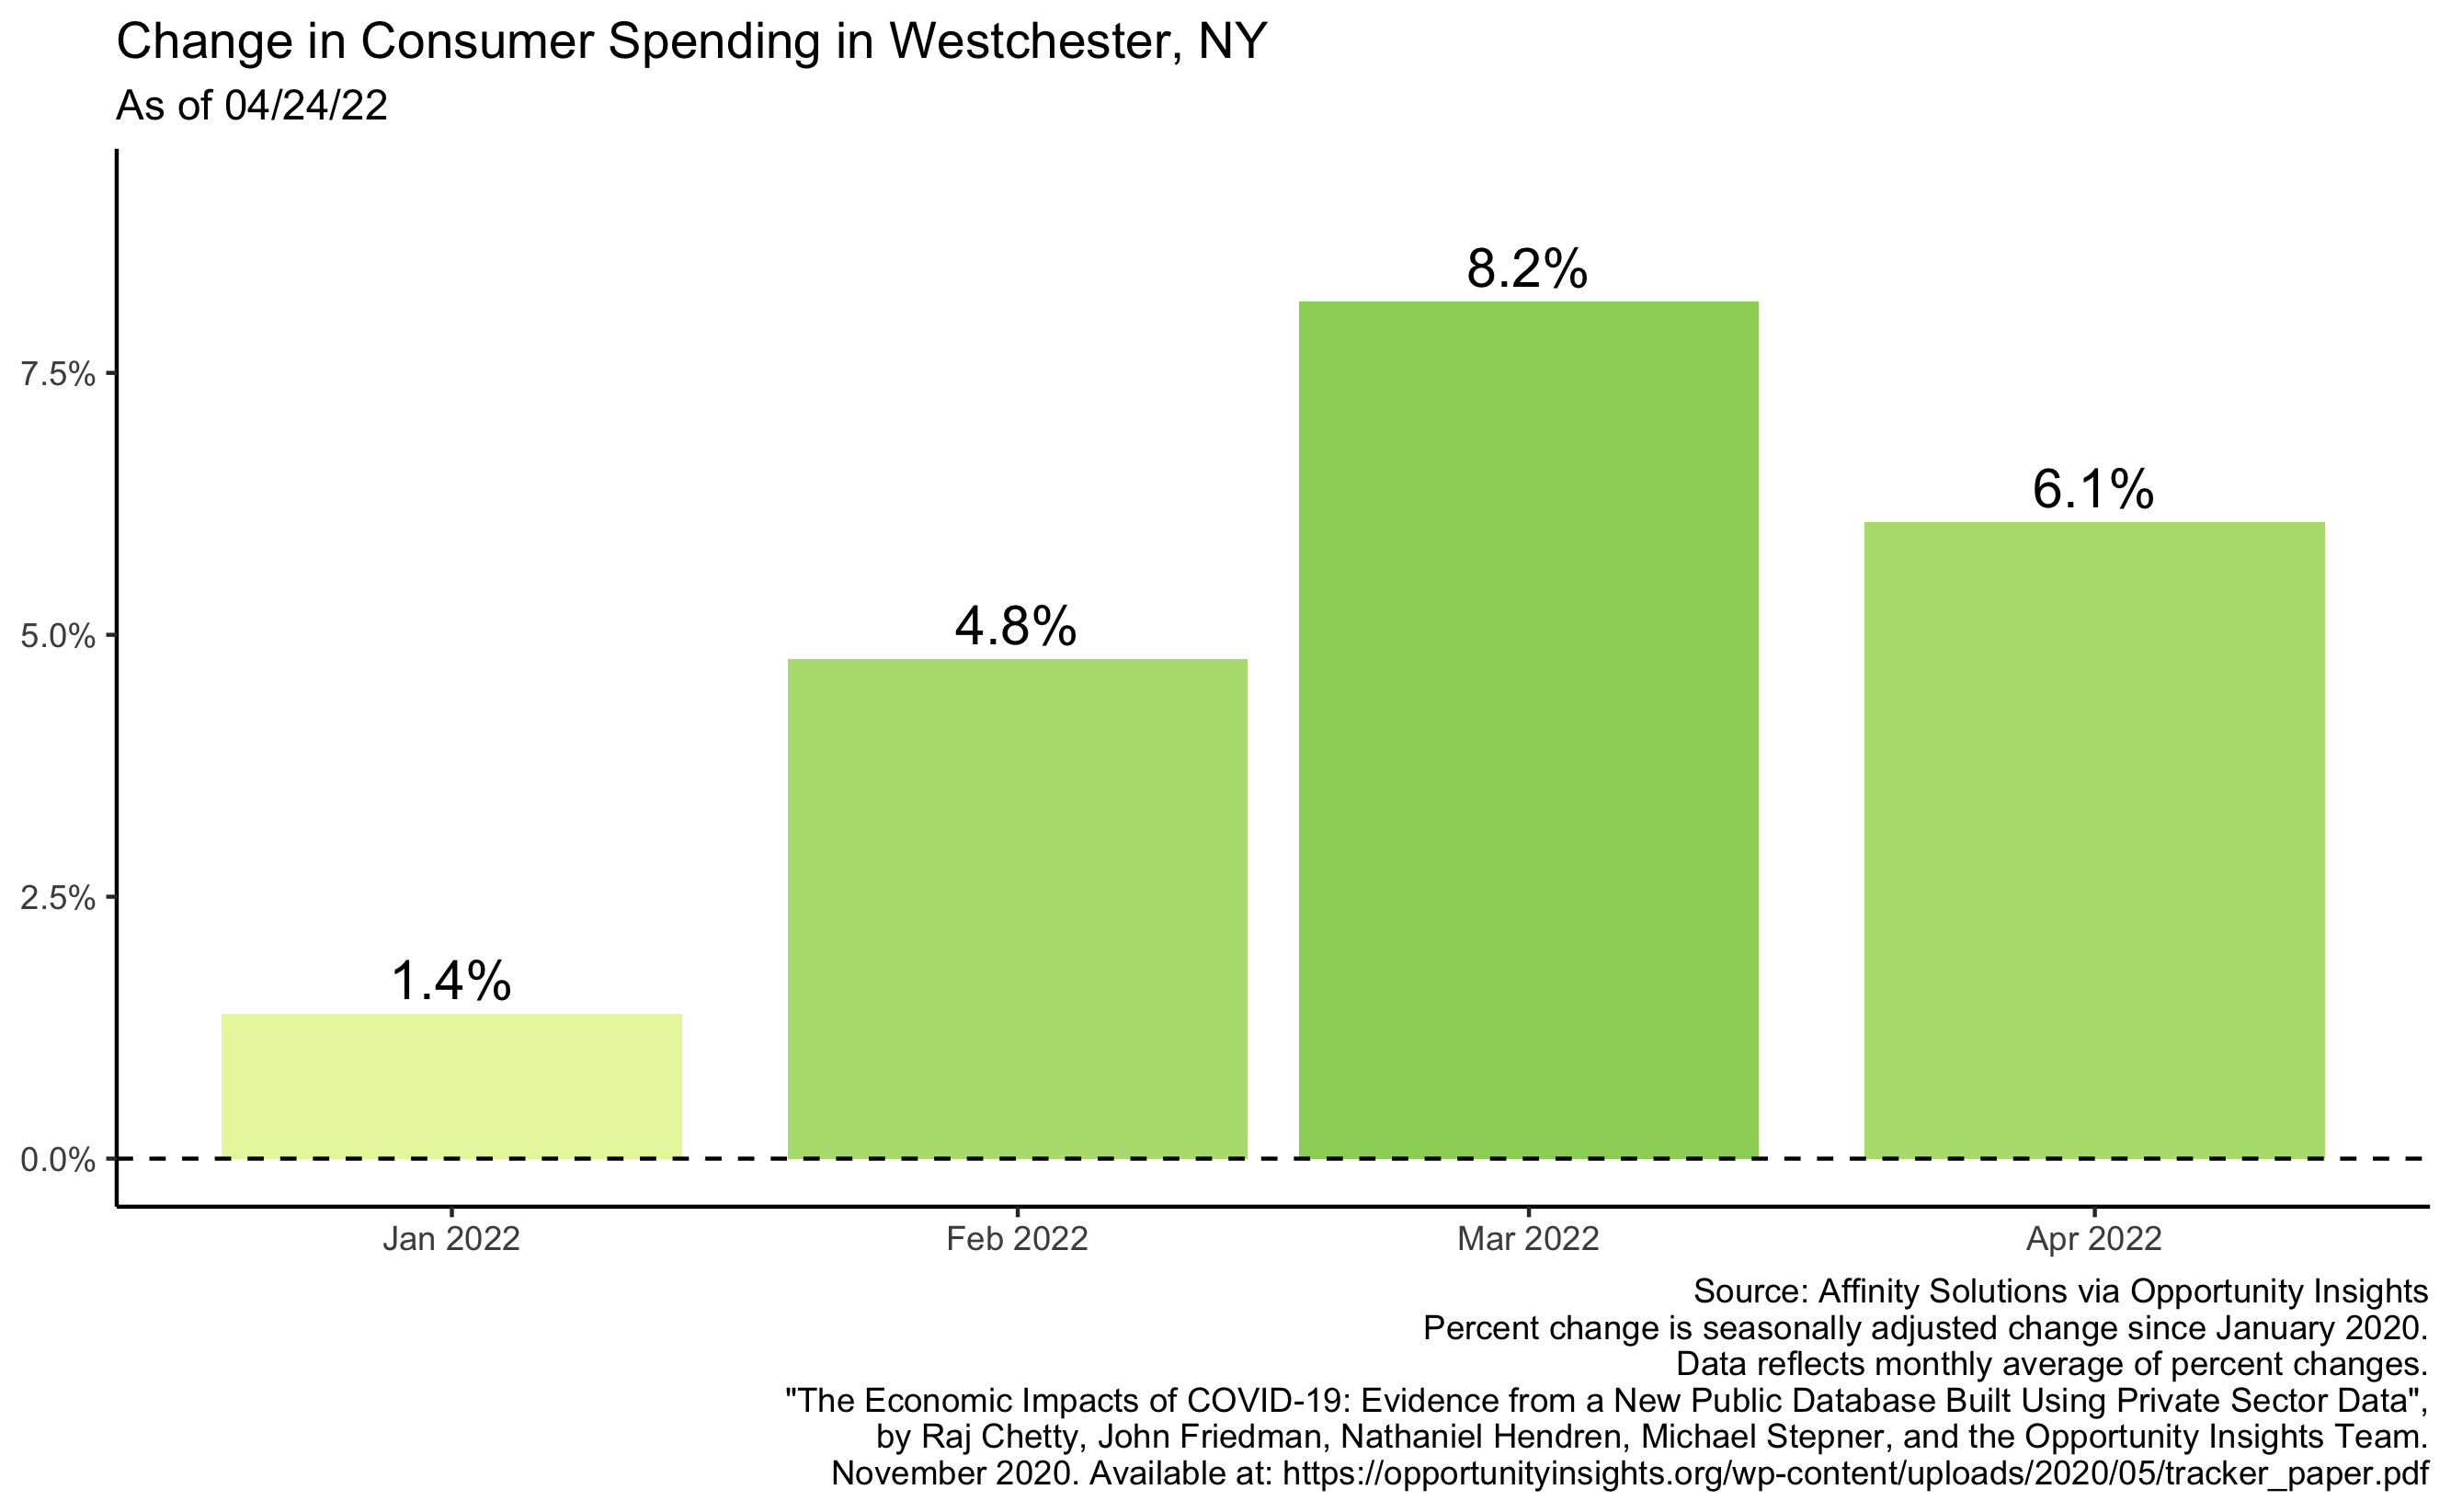 Change in Consumer Spending in Westchester, NY
As of 04/24/22
8.2%
7.5%
6.1%
5.0%
4.8%
2.5%
1.4%
0.0%
Jan 2022 Feb 2022 Mar 2022 Apr 2022
Source: Affinity Solutions via Opportunity Insights
Percent change is seasonally adjusted change since January 2020.
Data reflects monthly average of percent changes.
"The Economic Impacts of COVID-19: Evidence from a New Public Database Built Using Private Sector Data",
by Raj Chetty, John Friedman, Nathaniel Hendren, Michael Stepner, and the Opportunity Insights Team.
November 2020. Available at: https://opportunityinsights.org/wp-content/uploads/2020/05/tracker_paper.pdf